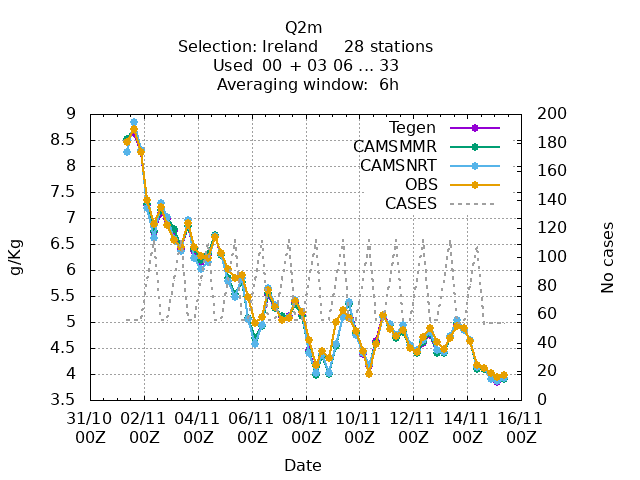 Q2m
Selection: Ireland 28 stations
Used 00 + 03 06 ... 33
Averaging window: 6h
Tegen
CAMSMMR
CAMSNRT
OBS
CASES
g/Kg
9
8.5
8
7.5
7
6.5
6
5.5
5
4.5
4
3.5
No cases
200
180
160
140
120
100
80
60
40
20
0
31/10 02/11 04/11 06/11 08/11 10/11 12/11 14/11 16/11
00Z 00Z 00Z 00Z 00Z 00Z 00Z 00Z 00Z
Date